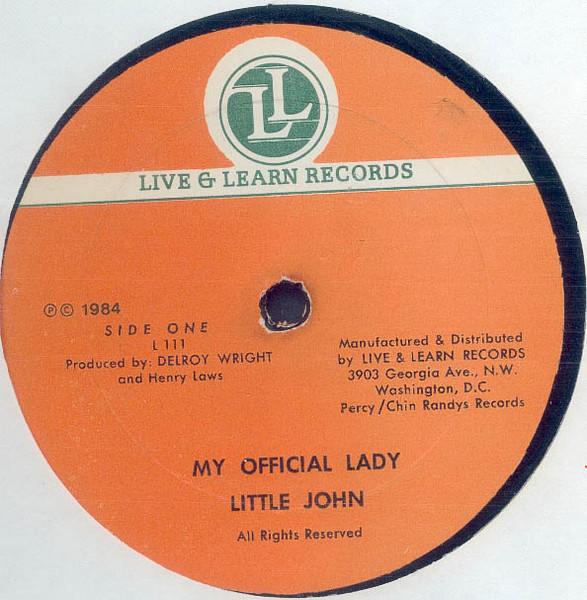 LL
LIVE & LEARN RECORDS
℗ © 1984
SIDE ONE
L 111
Produced by: DELROY WRIGHT
and Henry Laws
Manufactured & Distributed
by LIVE & LEARN RECORDS
3903 Georgia Ave., N.W.
Washington, D.C.
Percy/Chin Randys Records
MY OFFICIAL LADY
LITTLE JOHN
All Rights Reserved